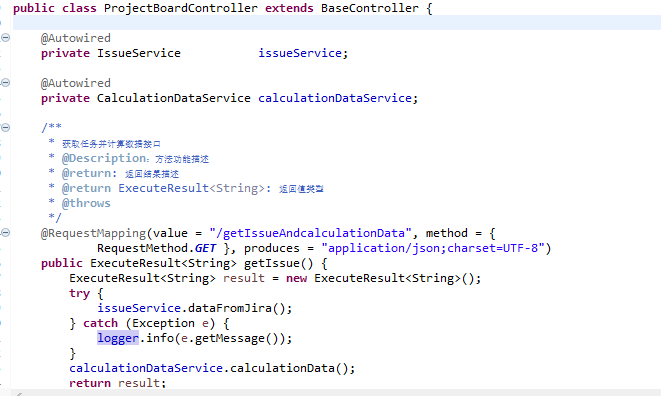 public class ProjectBoardController extends BaseController {
@Autowired
private IssueService issueService;
@Autowired
private CalculationDataService calculationDataService;
/**
* 获取任务并计算数据接口
* @Description: 方法功能描述
* @return: 返回结果描述
* @return ExecuteResult<String>: 返回值类型
* @throws
*/
@RequestMapping(value = "/getIssueAndcalculationData", method = {
RequestMethod.GET }, produces = "application/json;charset=UTF-8")
public ExecuteResult<String> getIssue() {
ExecuteResult<String> result = new ExecuteResult<String>();
try {
issueService.dataFromJira();
} catch (Exception e) {
logger.info(e.getMessage());
}
calculationDataService.calculationData();
return result;